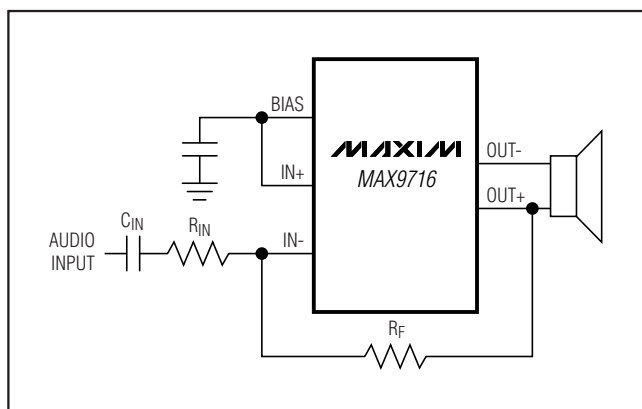 BIAS
MAXIM
MAX9716
OUT-
IN+
OUT+
CIN
RIN
AUDIO
INPUT
IN-
RF